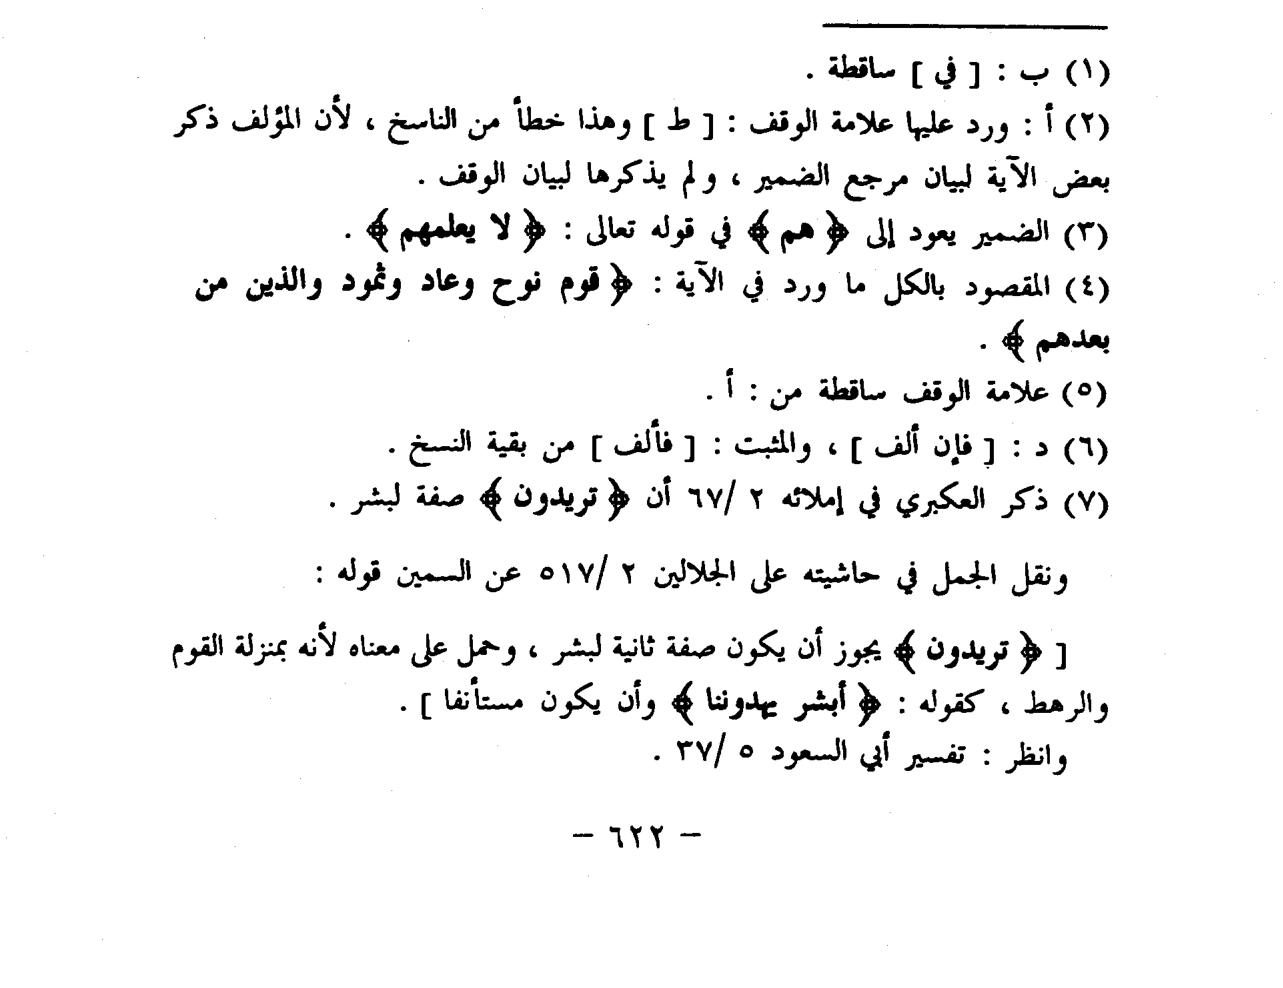 (١) ب : [ في ] ساقطة .
(٢) أ : ورد عليها علامة الوقف : [ ط ] وهذا خطأ من الناسخ ، لأن المؤلف ذكر
بعض الآية لبيان مرجع الضمير ، ولم يذكرها لبيان الوقف .
(٣) الضمير يعود إلى ﴿ هم ﴾ في قوله تعالى : ﴿ لا يعلمهم ﴾ .
(٤) المقصود بالكل ما ورد في الآية : ﴿ قوم نوح وعاد وثمود والذين من
بعدهم ﴾ .
(٥) علامة الوقف ساقطة من : أ .
(٦) د : [ فإن ألف ] ، والمثبت : [ فألف ] من بقية النسخ .
(٧) ذكر العكبري في إملائه ٢ /٦٧ أن ﴿ تريدون ﴾ صفة لبشر .
ونقل الجمل في حاشيته على الجلالين ٢ /٥١٧ عن السمين قوله :
[ ﴿ تريدون ﴾ يجوز أن يكون صفة ثانية لبشر ، وحمل على معناه لأنه بمنزلة القوم
والرهط ، كقوله : ﴿ أبشر يهدوننا ﴾ وأن يكون مستأنفا ] .
وانظر : تفسير أبي السعود ٥ /٣٧ .
– ٦٢٢ –